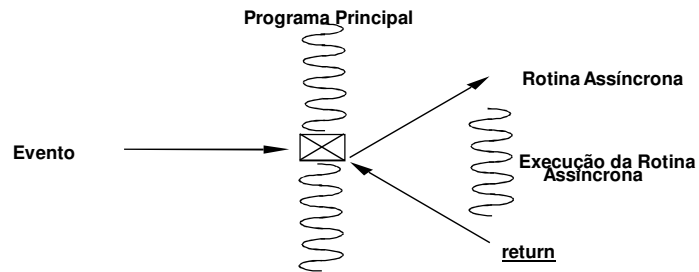 Programa Principal
Rotina Assíncrona
Evento
Execução da Rotina
Assíncrona
return